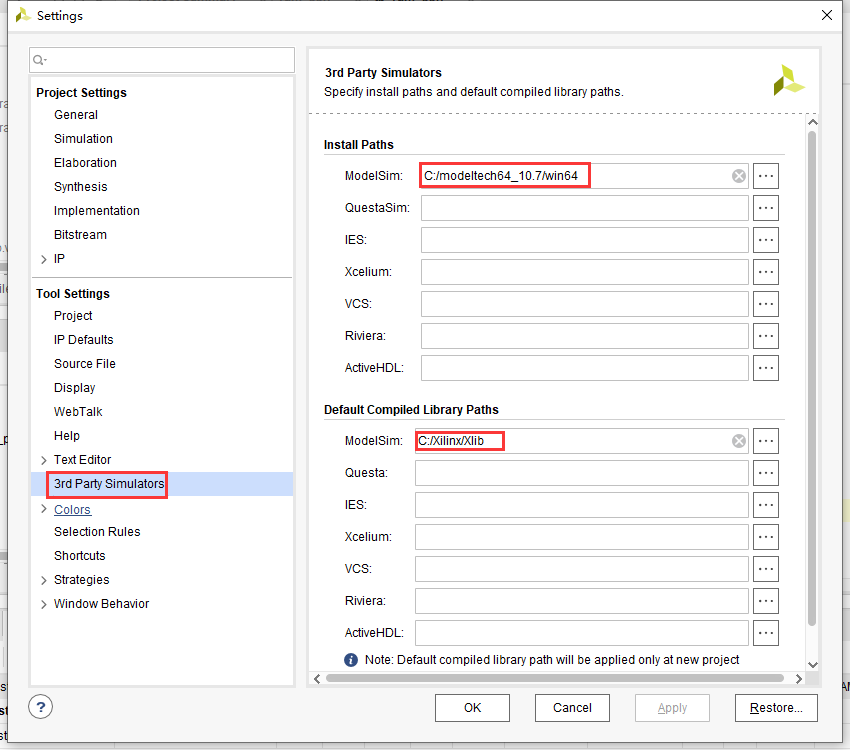 Settings
Project Settings
General
Simulation
Elaboration
Synthesis
Implementation
Bitstream
IP
Tool Settings
Project
IP Defaults
Source File
Display
WebTalk
Help
Text Editor
3rd Party Simulators
Colors
Selection Rules
Shortcuts
Strategies
Window Behavior
3rd Party Simulators
Specify install paths and default compiled library paths.
Install Paths
ModelSim: C:/modeltech64_10.7/win64
QuestaSim:
IES:
Xcelium:
VCS:
Riviera:
ActiveHDL:
Default Compiled Library Paths
ModelSim: C:/Xilinx/Xlib
Questa:
IES:
Xcelium:
VCS:
Riviera:
ActiveHDL:
Note: Default compiled library path will be applied only at new project
?
OK Cancel Apply Restore...